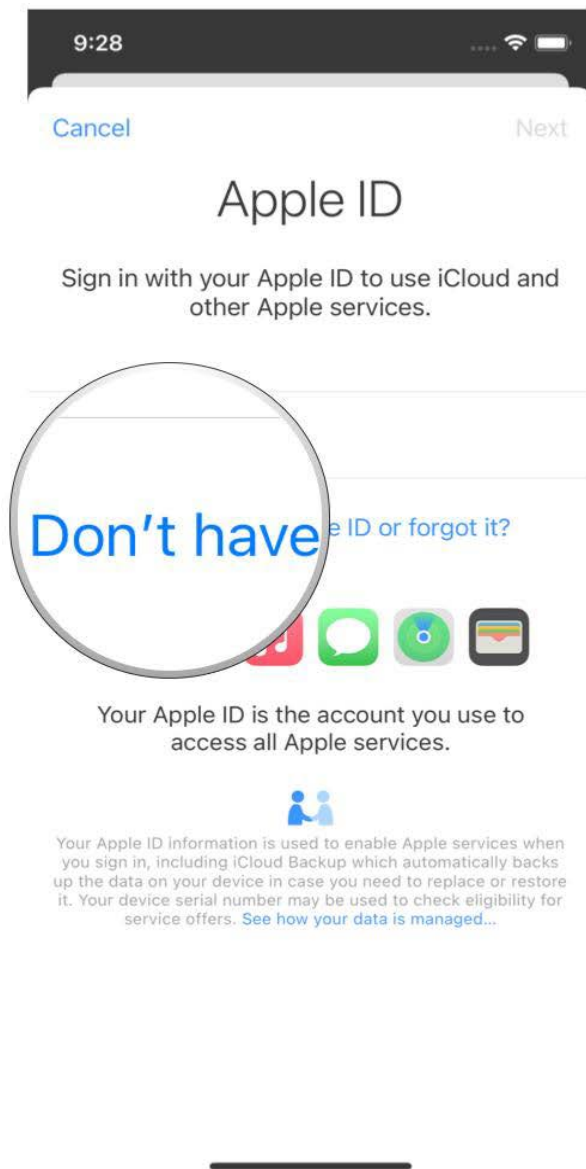 9:28
Cancel
Next
Apple ID
Sign in with your Apple ID to use iCloud and
other Apple services.
Don't have e ID or forgot it?
Your Apple ID is the account you use to
access all Apple services.
Your Apple ID information is used to enable Apple services when
you sign in, including iCloud Backup which automatically backs
up the data on your device in case you need to replace or restore
it. Your device serial number may be used to check eligibility for
service offers. See how your data is managed...